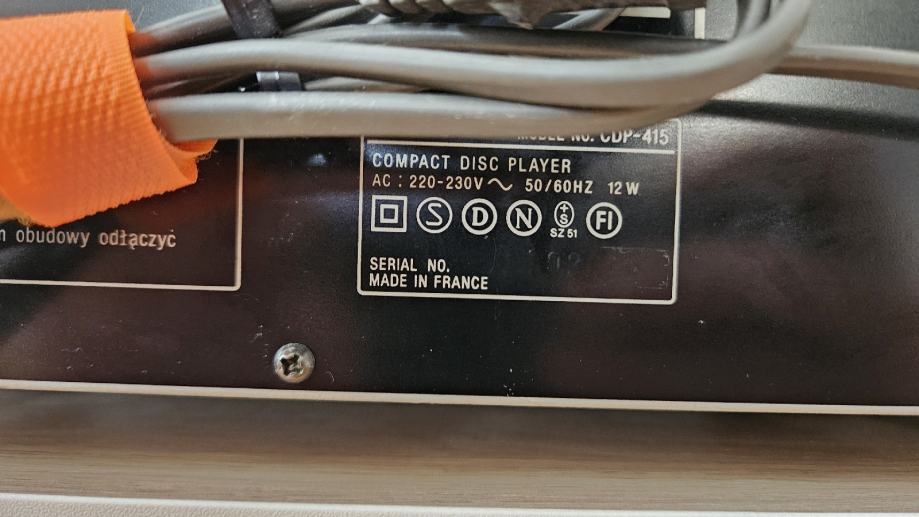 MODEL NO. CDP-415
COMPACT DISC PLAYER
AC : 220-230V ~ 50/60HZ 12W
S D N +S FI
SZ 51
SERIAL NO.
MADE IN FRANCE
obudowy odłączyć